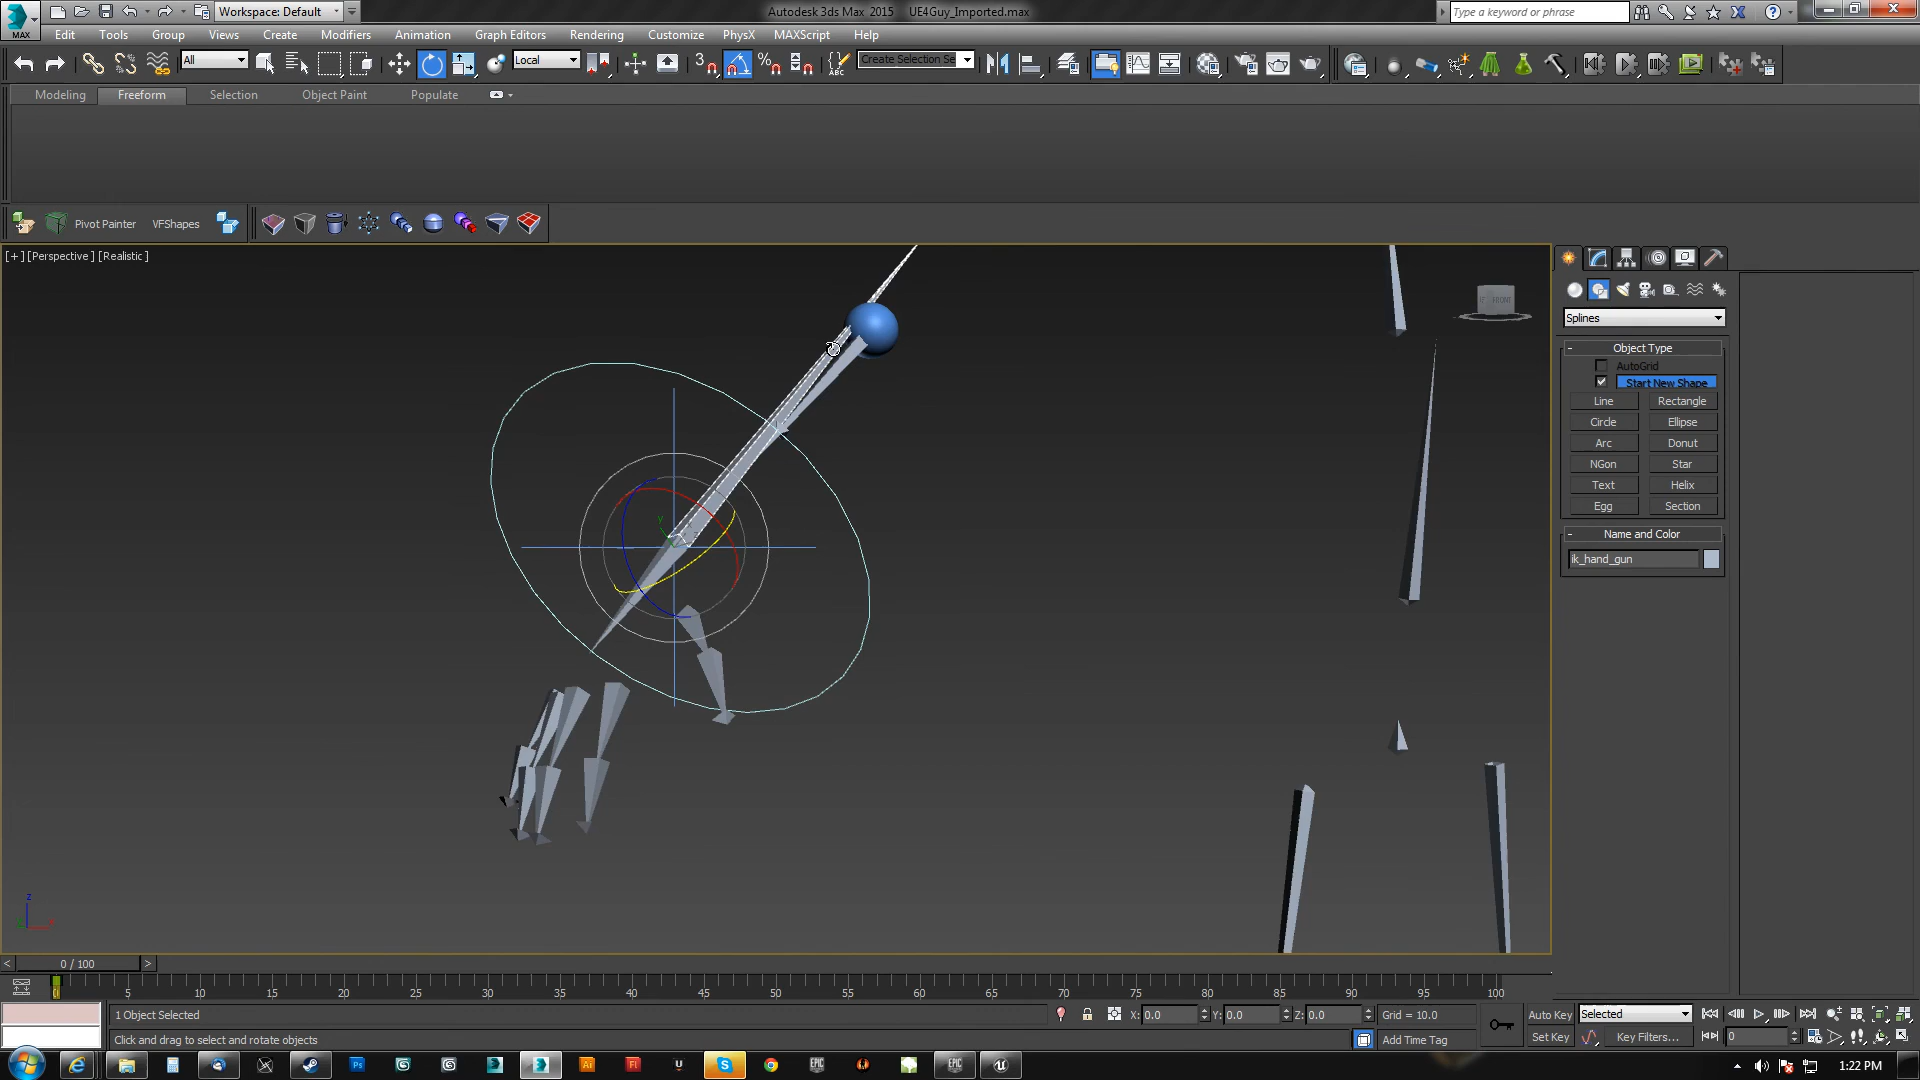 Workspace: Default
Autodesk 3ds Max 2015 UE4Guy_Imported.max
Type a keyword or phrase
MAX
Edit Tools Group Views Create Modifiers Animation Graph Editors Rendering Customize PhysX MAXScript Help
All
Local
3
Create Selection Se
Modeling Freeform Selection Object Paint Populate
Pivot Painter VFShapes
[+] [Perspective ] [Realistic ]
Splines
- Object Type
AutoGrid
Start New Shape
Line Rectangle
Circle Ellipse
Arc Donut
NGon Star
Text Helix
Egg Section
- Name and Color
ik_hand_gun
y
z
< 0 / 100 >
5 10 15 20 25 30 35 40 45 50 55 60 65 70 75 80 85 90 95 100
1 Object Selected X: 0.0 Y: 0.0 Z: 0.0 Grid = 10.0 Auto Key Selected
Click and drag to select and rotate objects Add Time Tag Set Key Key Filters... 0
1:22 PM